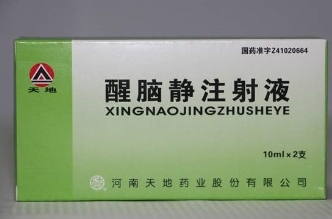 国药准字Z41020664
天地
醒脑静注射液
XINGNAOJINGZHUSHEYE
10ml×2支
河南天地药业股份有限公司